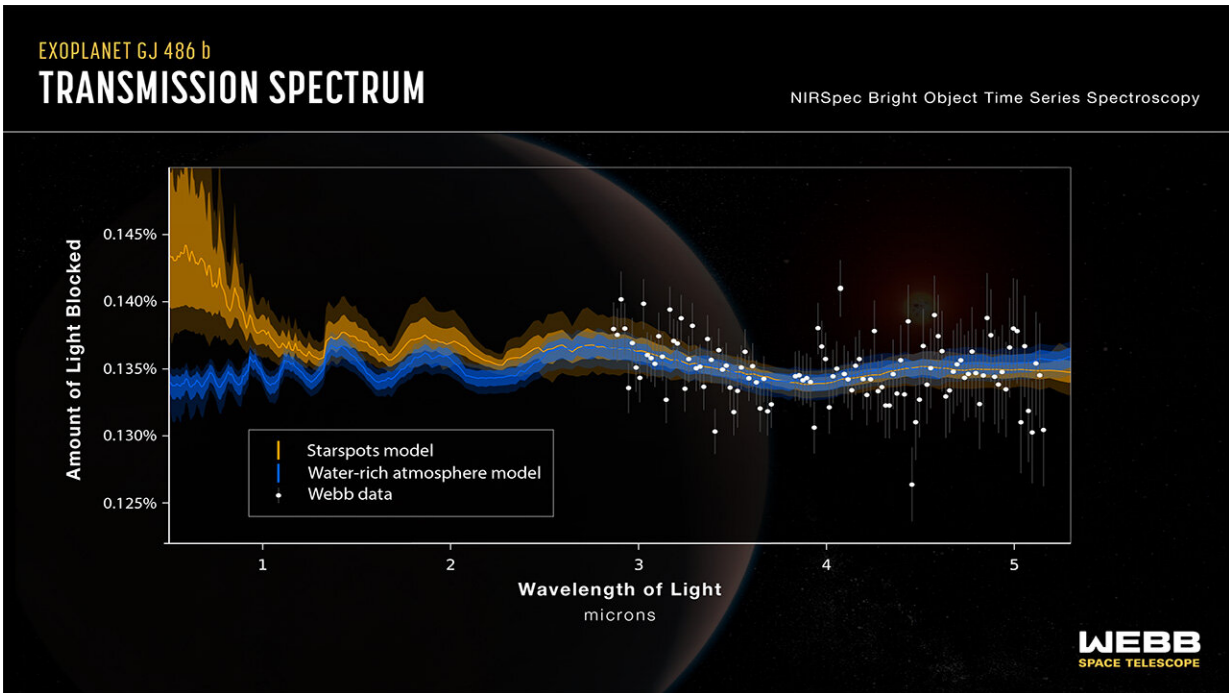 EXOPLANET GJ 486 b
TRANSMISSION SPECTRUM
NIRSpec Bright Object Time Series Spectroscopy
Amount of Light Blocked
0.145%
0.140%
0.135%
0.130%
0.125%
Starspots model
Water-rich atmosphere model
Webb data
1 2 3 4 5
Wavelength of Light
microns
WEBB
SPACE TELESCOPE